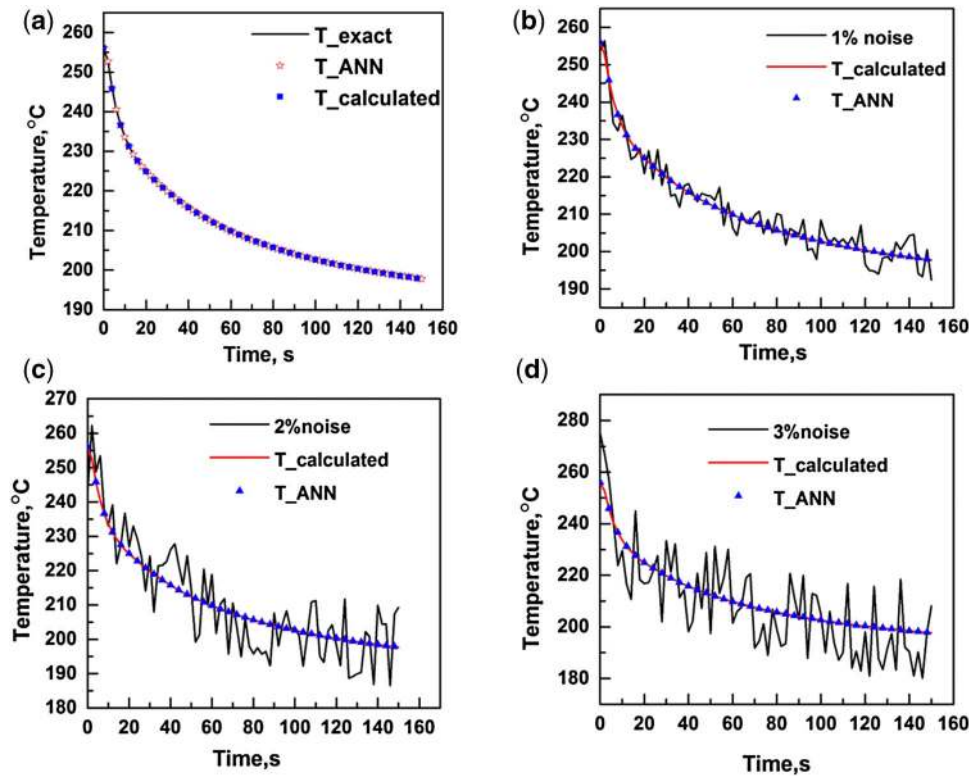 (a)
T_exact
T_ANN
T_calculated
Temperature,°C
260
250
240
230
220
210
200
190
0 20 40 60 80 100 120 140 160
Time, s
(b)
1% noise
T_calculated
T_ANN
Temperature,°C
260
250
240
230
220
210
200
190
0 20 40 60 80 100 120 140 160
Time,s
(c)
2%noise
T_calculated
T_ANN
Temperature,°C
270
260
250
240
230
220
210
200
190
180
0 20 40 60 80 100 120 140 160
Time,s
(d)
3%noise
T_calculated
T_ANN
Temperature,°C
280
260
240
220
200
180
0 20 40 60 80 100 120 140 160
Time,s